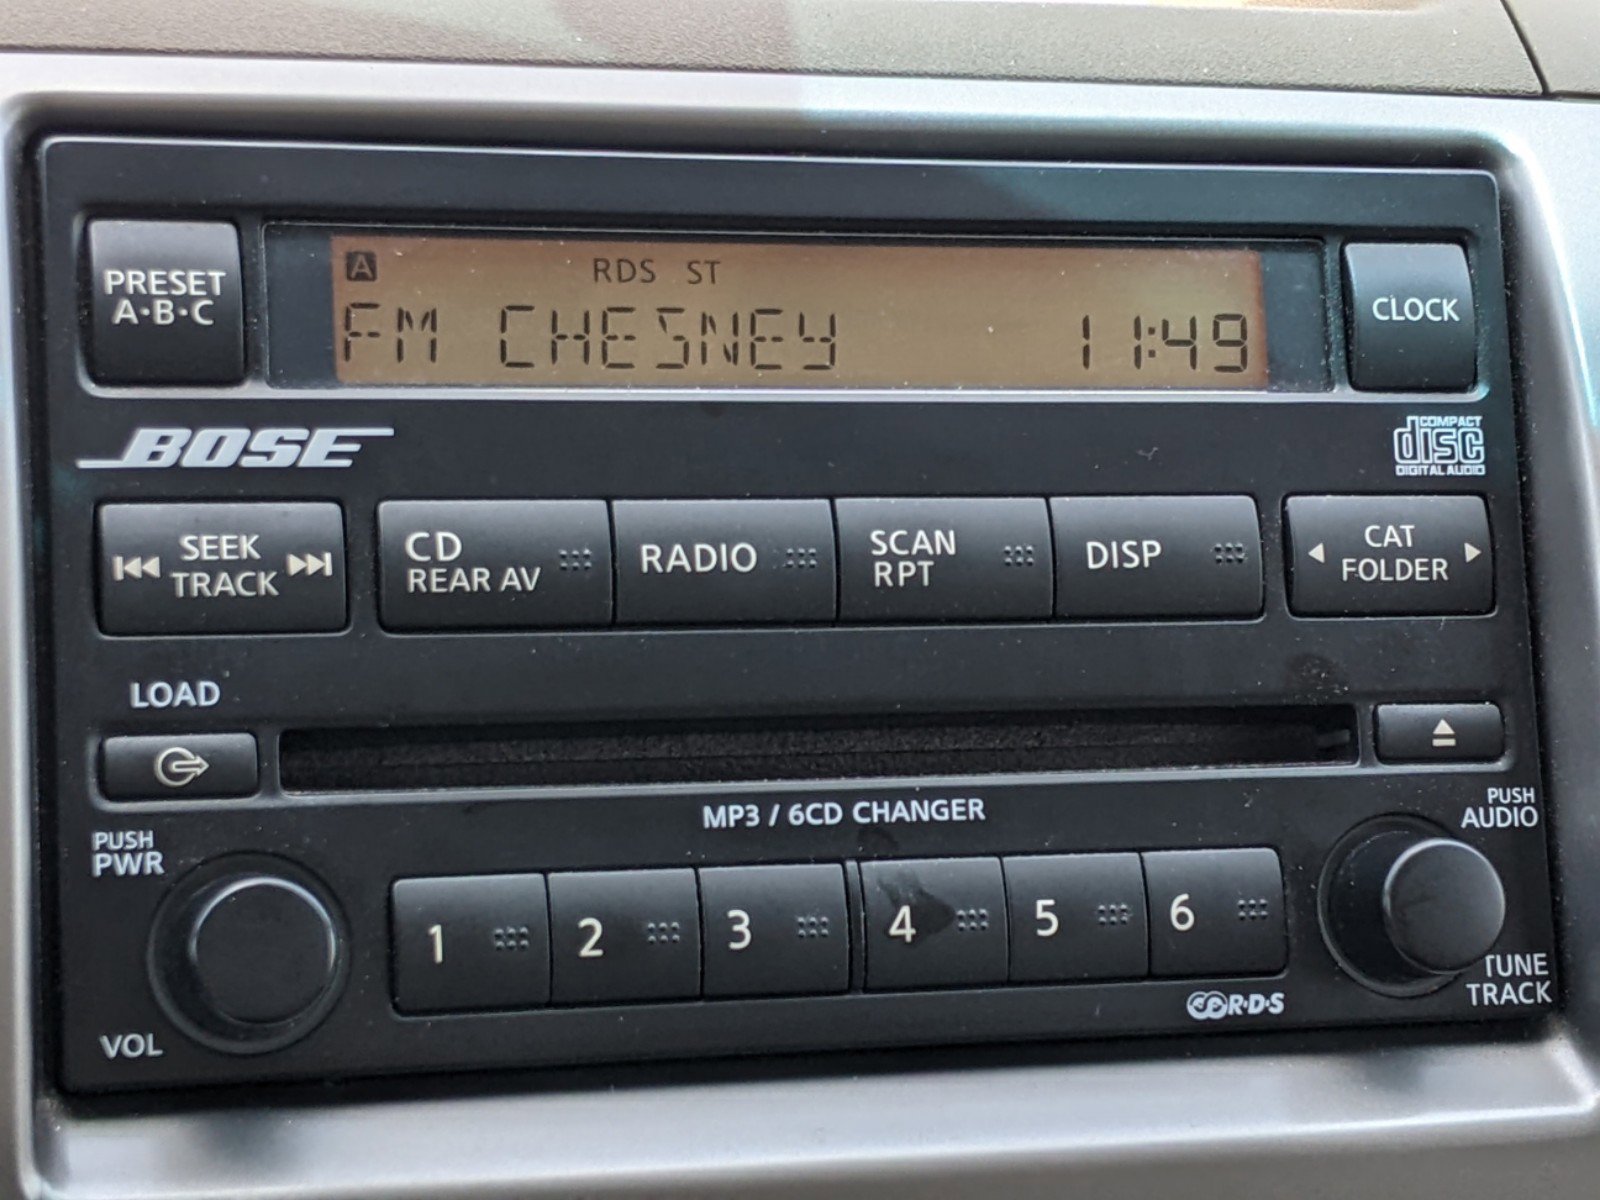 PRESET
A·B·C
A RDS ST
FM CHESNEY 11:49
CLOCK
BOSE
COMPACT
disc
DIGITAL AUDIO
SEEK
TRACK
CD
REAR AV
RADIO
SCAN
RPT
DISP
CAT
FOLDER
LOAD
MP3 / 6CD CHANGER
PUSH
PWR
PUSH
AUDIO
1 2 3 4 5 6
VOL
R·D·S
TUNE
TRACK